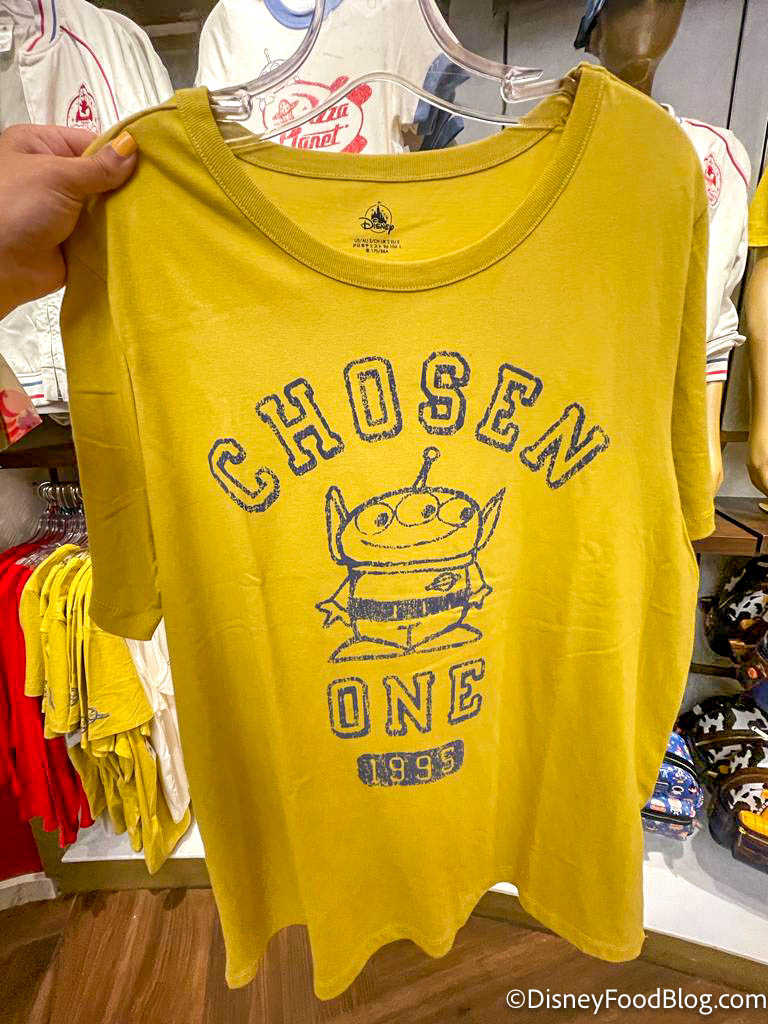 Pizza
Planet
Disney
CHOSEN
ONE
1995
©DisneyFoodBlog.com